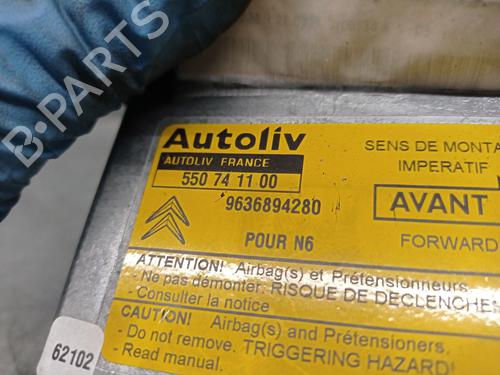 B-PARTS
Autoliv
AUTOLIV FRANCE
550 74 11 00
9636894280
POUR N6
SENS DE MONTA
IMPERATIF
AVANT
FORWARD
ATTENTION! Airbag(s) et Prétensionneurs
- Ne pas démonter: RISQUE DE DECLENCHE
- Consulter la notice
CAUTION! Airbag(s) and Pretensioners,
- Do not remove. TRIGGERING HAZARD!
- Read manual.
62102